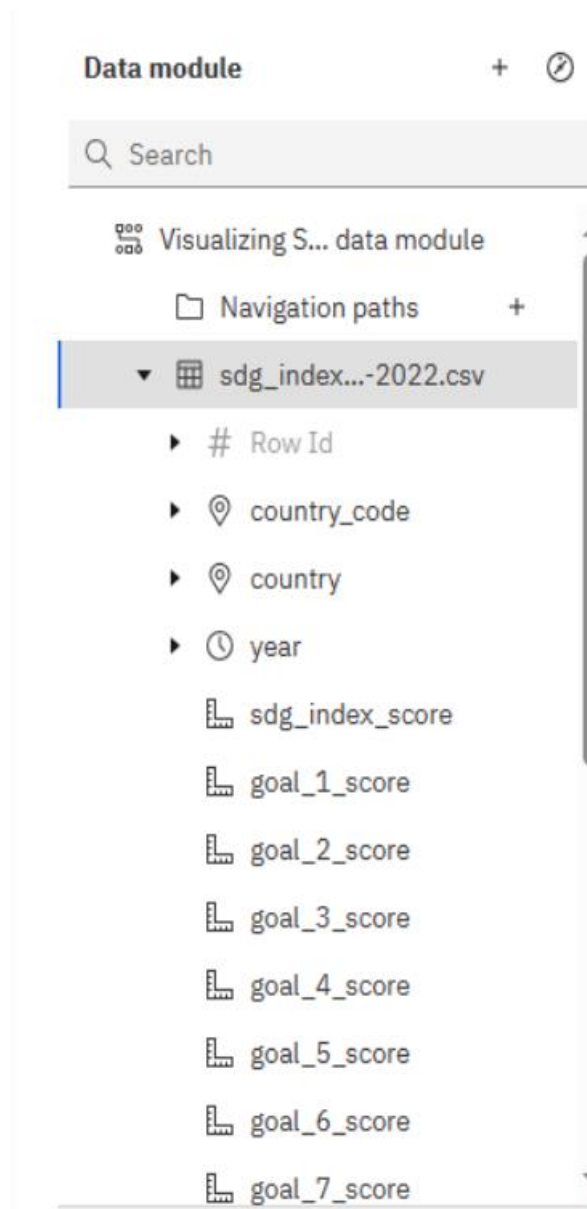 Data module
Search
Visualizing S... data module
Navigation paths
sdg_index...-2022.csv
# Row Id
country_code
country
year
sdg_index_score
goal_1_score
goal_2_score
goal_3_score
goal_4_score
goal_5_score
goal_6_score
goal_7_score